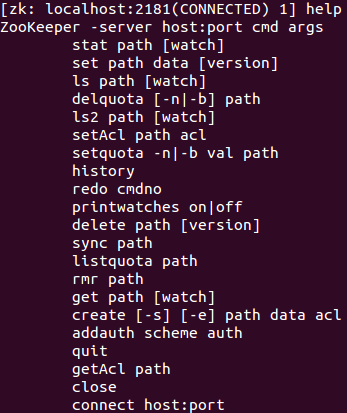 [zk: localhost:2181(CONNECTED) 1] help
ZooKeeper -server host:port cmd args
stat path [watch]
set path data [version]
ls path [watch]
delquota [-n|-b] path
ls2 path [watch]
setAcl path acl
setquota -n|-b val path
history
redo cmdno
printwatches on|off
delete path [version]
sync path
listquota path
rmr path
get path [watch]
create [-s] [-e] path data acl
addauth scheme auth
quit
getAcl path
close
connect host:port